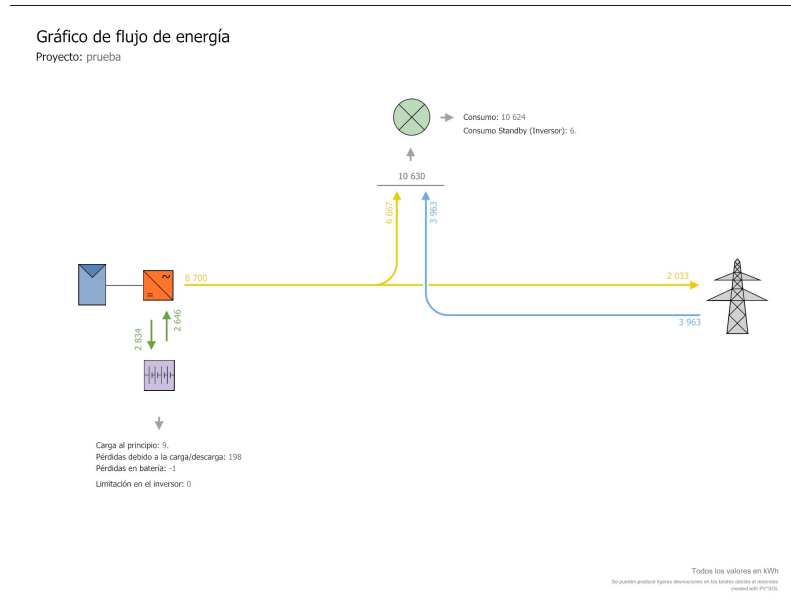 Gráfico de flujo de energía
Proyecto: prueba
Consumo: 10 624
Consumo Standby (Inversor): 6.
10 630
6 667
3 963
8 700
2 033
3 963
2 834
2 646
Carga al principio: 9.
Pérdidas debido a la carga/descarga: 198
Pérdidas en batería: -1
Limitación en el inversor: 0
Todos los valores en kWh
Se pueden producir ligeras desviaciones en los totales debido al redondeo
created with PV*SOL